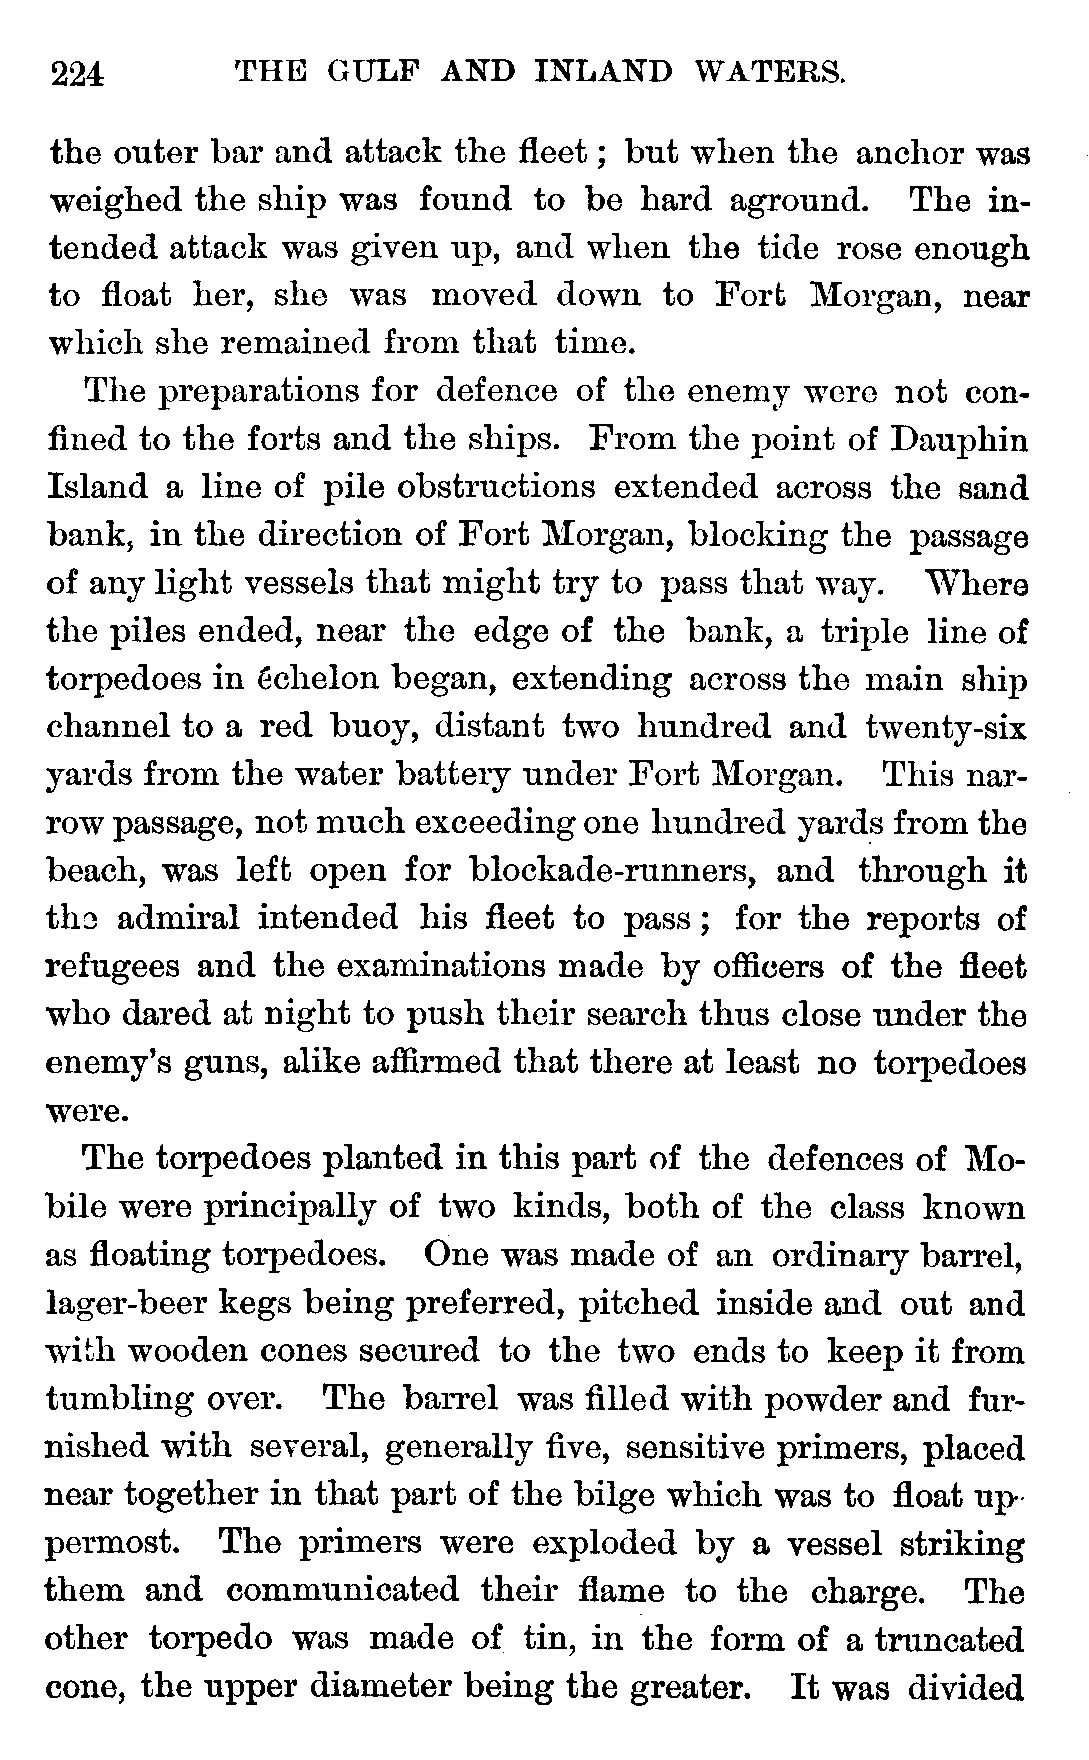 224 THE GULF AND INLAND WATERS.
the outer bar and attack the fleet ; but when the anchor was
weighed the ship was found to be hard aground. The in-
tended attack was given up, and when the tide rose enough
to float her, she was moved down to Fort Morgan, near
which she remained from that time.
The preparations for defence of the enemy were not con-
fined to the forts and the ships. From the point of Dauphin
Island a line of pile obstructions extended across the sand
bank, in the direction of Fort Morgan, blocking the passage
of any light vessels that might try to pass that way. Where
the piles ended, near the edge of the bank, a triple line of
torpedoes in échelon began, extending across the main ship
channel to a red buoy, distant two hundred and twenty-six
yards from the water battery under Fort Morgan. This nar-
row passage, not much exceeding one hundred yards from the
beach, was left open for blockade-runners, and through it
the admiral intended his fleet to pass ; for the reports of
refugees and the examinations made by officers of the fleet
who dared at night to push their search thus close under the
enemy's guns, alike affirmed that there at least no torpedoes
were.
The torpedoes planted in this part of the defences of Mo-
bile were principally of two kinds, both of the class known
as floating torpedoes. One was made of an ordinary barrel,
lager-beer kegs being preferred, pitched inside and out and
with wooden cones secured to the two ends to keep it from
tumbling over. The barrel was filled with powder and fur-
nished with several, generally five, sensitive primers, placed
near together in that part of the bilge which was to float up-
permost. The primers were exploded by a vessel striking
them and communicated their flame to the charge. The
other torpedo was made of tin, in the form of a truncated
cone, the upper diameter being the greater. It was divided